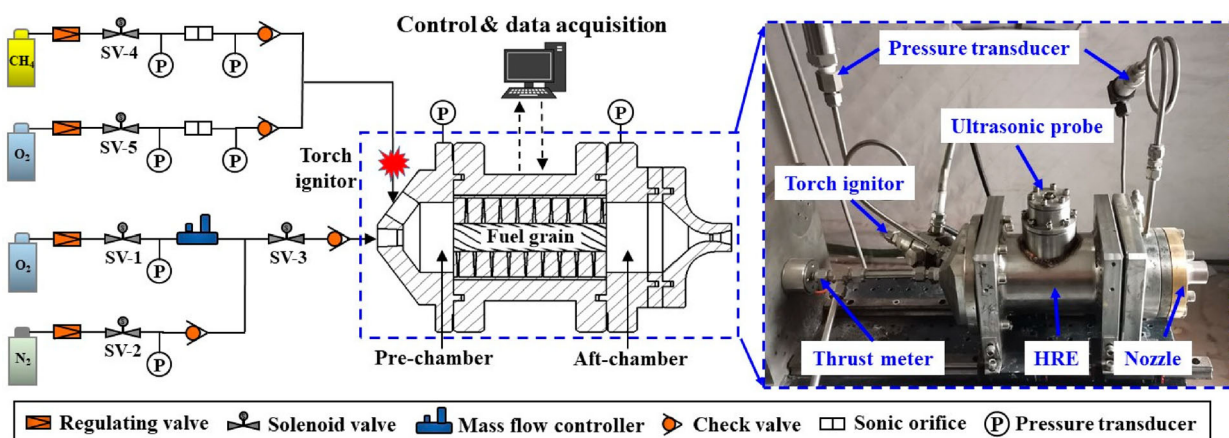 Control & data acquisition
CH₄
SV-4
P
P
O₂
SV-5
P
P
Torch
ignitor
P
P
Fuel grain
O₂
SV-1
P
SV-3
N₂
SV-2
P
Pre-chamber
Aft-chamber
Pressure transducer
Ultrasonic probe
Torch ignitor
Thrust meter
HRE
Nozzle
Regulating valve
Solenoid valve
Mass flow controller
Check valve
Sonic orifice
P Pressure transducer